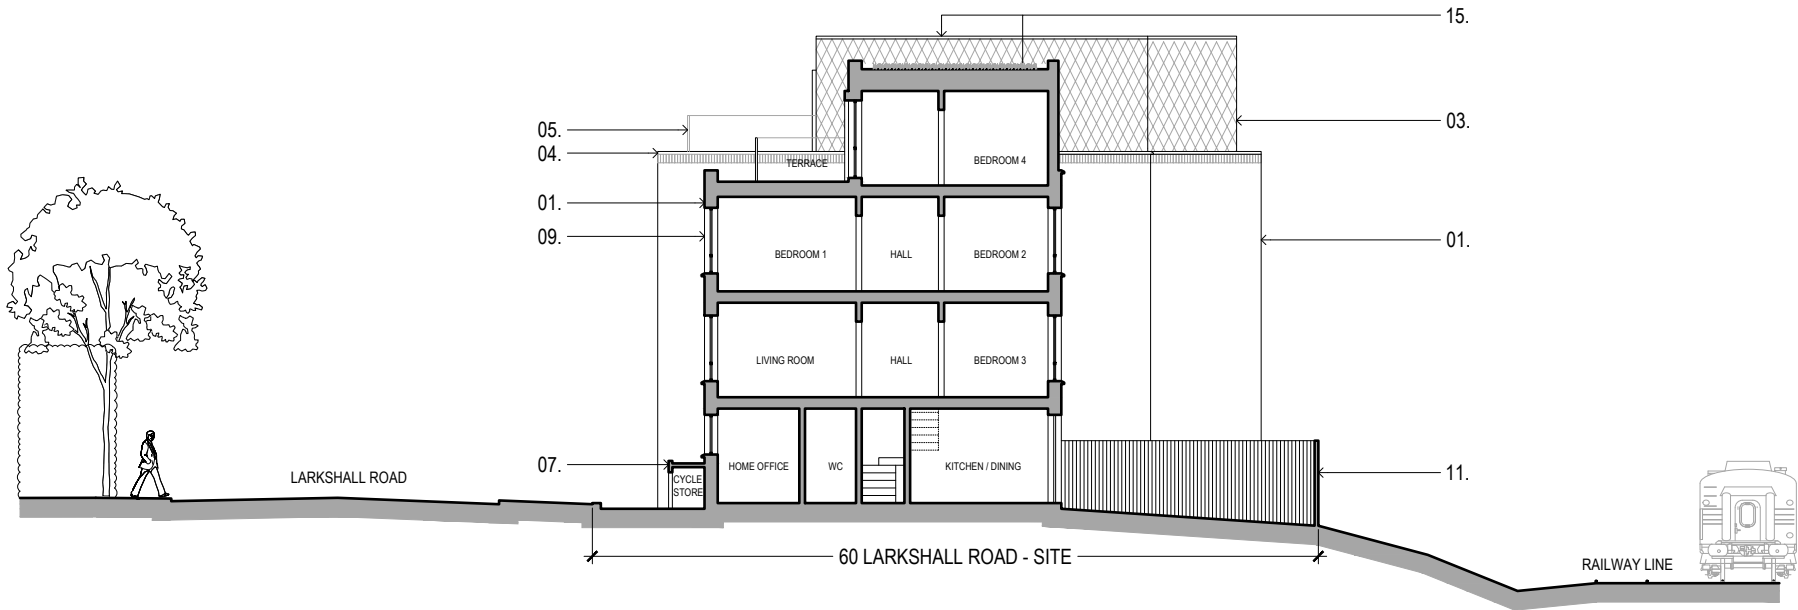 15.
05.
03.
04.
TERRACE
BEDROOM 4
01.
09.
01.
BEDROOM 1
HALL
BEDROOM 2
LIVING ROOM
HALL
BEDROOM 3
07.
HOME OFFICE
WC
KITCHEN / DINING
11.
LARKSHALL ROAD
CYCLE
STORE
60 LARKSHALL ROAD - SITE
RAILWAY LINE